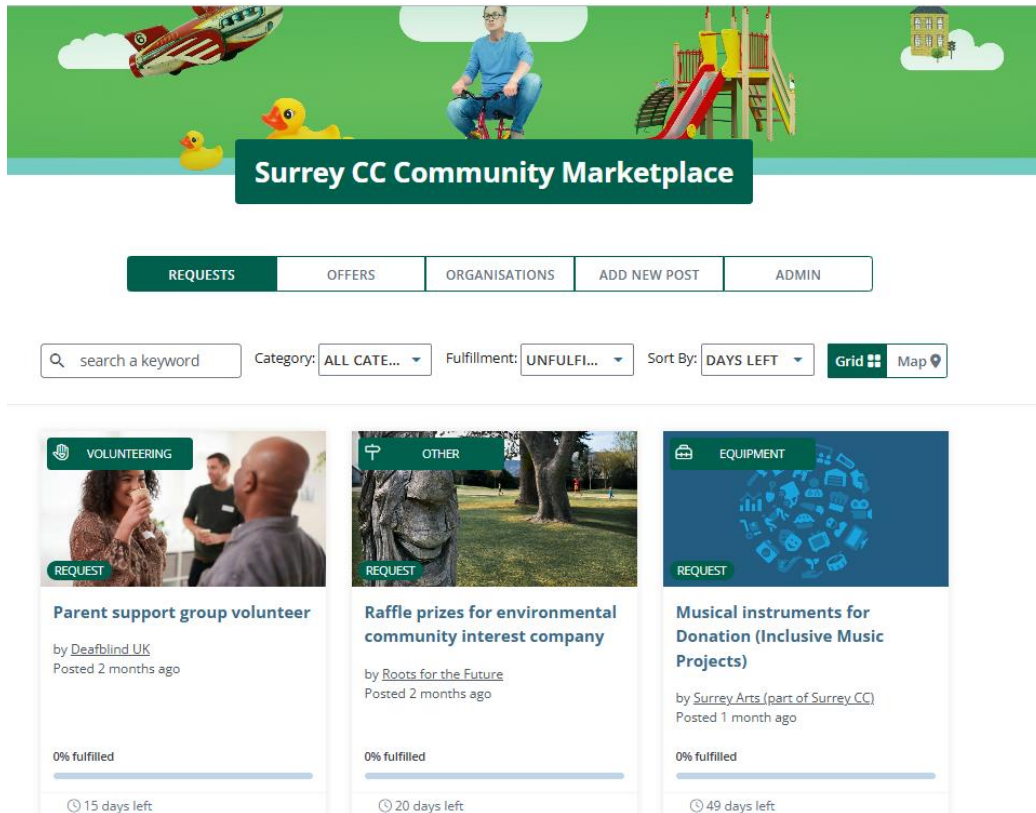 Surrey CC Community Marketplace
REQUESTS
OFFERS
ORGANISATIONS
ADD NEW POST
ADMIN
search a keyword
Category: ALL CATE...
Fulfillment: UNFULFI...
Sort By: DAYS LEFT
Grid
Map
VOLUNTEERING
REQUEST
Parent support group volunteer
by Deafblind UK
Posted 2 months ago
0% fulfilled
15 days left
OTHER
REQUEST
Raffle prizes for environmental
community interest company
by Roots for the Future
Posted 2 months ago
0% fulfilled
20 days left
EQUIPMENT
REQUEST
Musical instruments for
Donation (Inclusive Music
Projects)
by Surrey Arts (part of Surrey CC)
Posted 1 month ago
0% fulfilled
49 days left